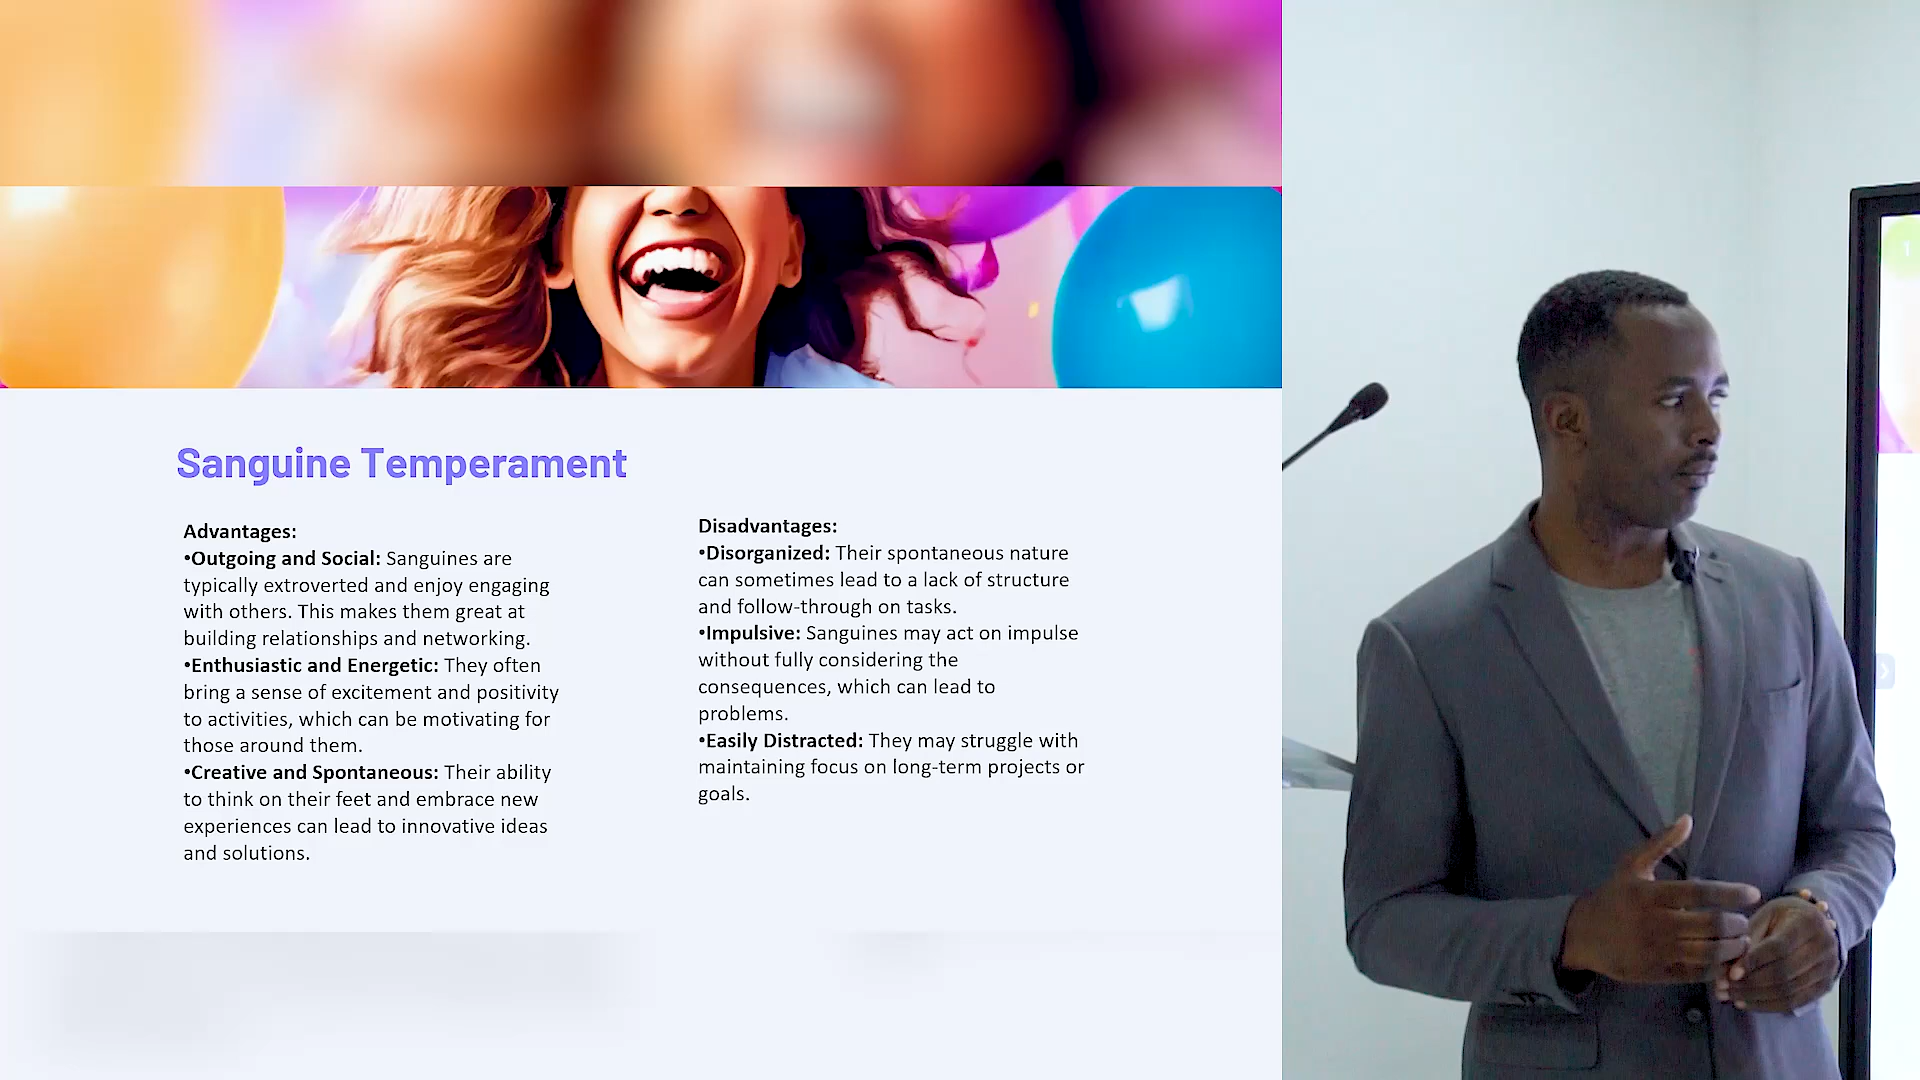 Sanguine Temperament
Advantages:
•Outgoing and Social: Sanguines are
typically extroverted and enjoy engaging
with others. This makes them great at
building relationships and networking.
•Enthusiastic and Energetic: They often
bring a sense of excitement and positivity
to activities, which can be motivating for
those around them.
•Creative and Spontaneous: Their ability
to think on their feet and embrace new
experiences can lead to innovative ideas
and solutions.
Disadvantages:
•Disorganized: Their spontaneous nature
can sometimes lead to a lack of structure
and follow-through on tasks.
•Impulsive: Sanguines may act on impulse
without fully considering the
consequences, which can lead to
problems.
•Easily Distracted: They may struggle with
maintaining focus on long-term projects or
goals.
1